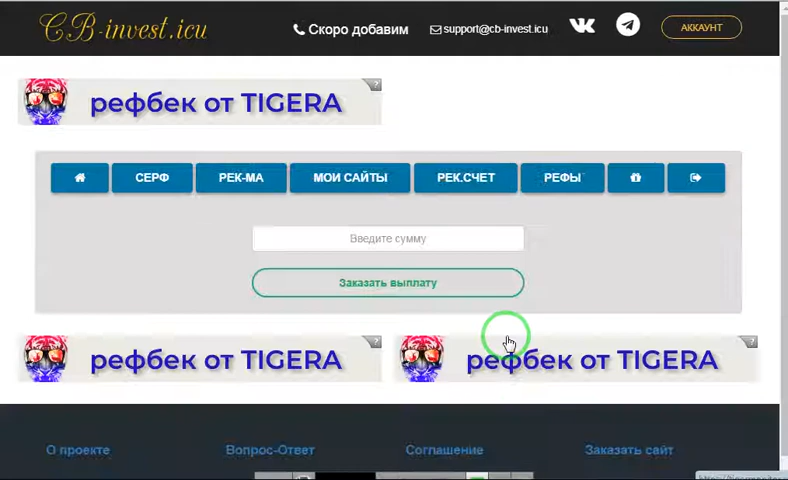 CB-invest.icu
Скоро добавим
support@cb-invest.icu
АККАУНТ
рефбек от TIGERA
?
СЕРФ
РЕК-МА
МОИ САЙТЫ
РЕК.СЧЕТ
РЕФЫ
Введите сумму
Заказать выплату
рефбек от TIGERA
?
рефбек от TIGERA
?
О проекте
Вопрос-Ответ
Соглашение
Заказать сайт